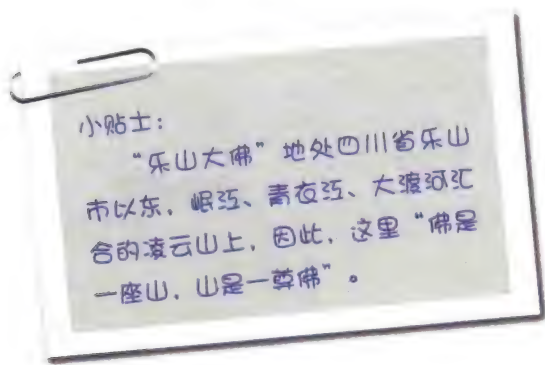 小贴士：
“乐山大佛”地处四川省乐山
市以东，岷江、青衣江、大渡河汇
合的凌云山上，因此，这里“佛是
一座山，山是一尊佛”。